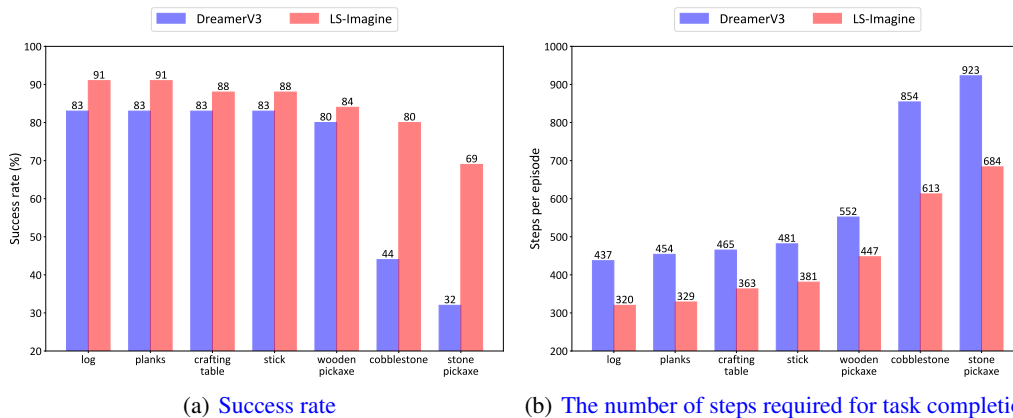 DreamerV3 LS-Imagine
100
90
80
70
60
50
40
30
20
Success rate (%)
83 91 83 91 83 88 83 88 80 84 44 80 32 69
log planks crafting stick wooden cobblestone stone
table pickaxe pickaxe
(a) Success rate
DreamerV3 LS-Imagine
1000
900
800
700
600
500
400
300
200
Steps per episode
437 320 454 329 465 363 481 381 552 447 854 613 923 684
log planks crafting stick wooden cobblestone stone
table pickaxe pickaxe
(b) The number of steps required for task completi